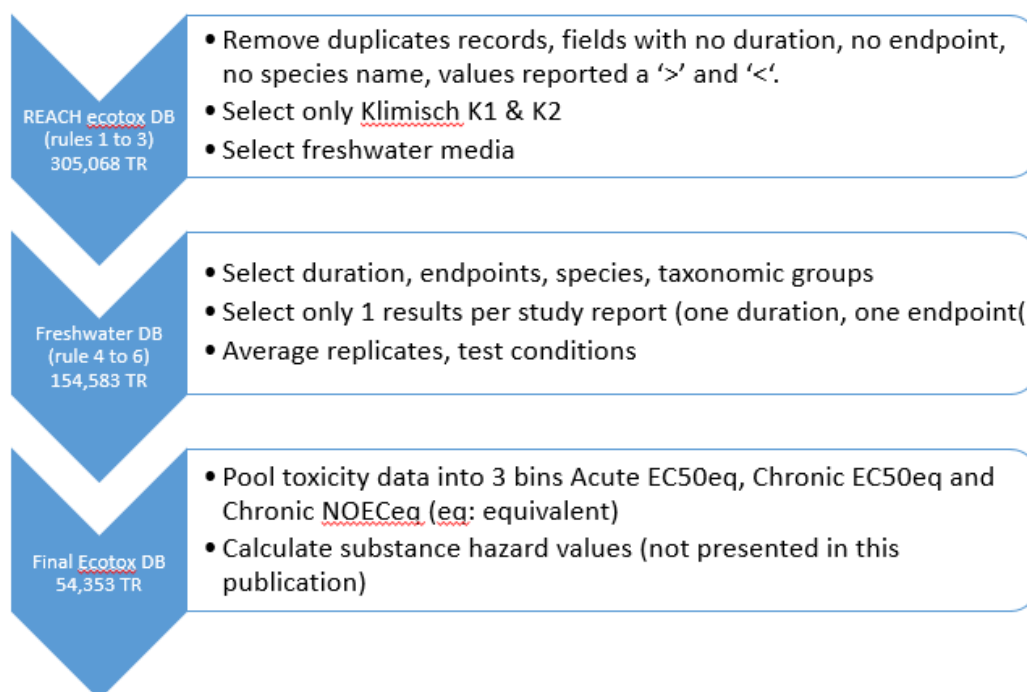 REACH ecotox DB
(rules 1 to 3)
305,068 TR
• Remove duplicates records, fields with no duration, no endpoint,
no species name, values reported a ‘>’ and ‘<‘.
• Select only Klimisch K1 & K2
• Select freshwater media
Freshwater DB
(rule 4 to 6)
154,583 TR
• Select duration, endpoints, species, taxonomic groups
• Select only 1 results per study report (one duration, one endpoint(
• Average replicates, test conditions
Final Ecotox DB
54,353 TR
• Pool toxicity data into 3 bins Acute EC50eq, Chronic EC50eq and
Chronic NOECeq (eq: equivalent)
• Calculate substance hazard values (not presented in this
publication)